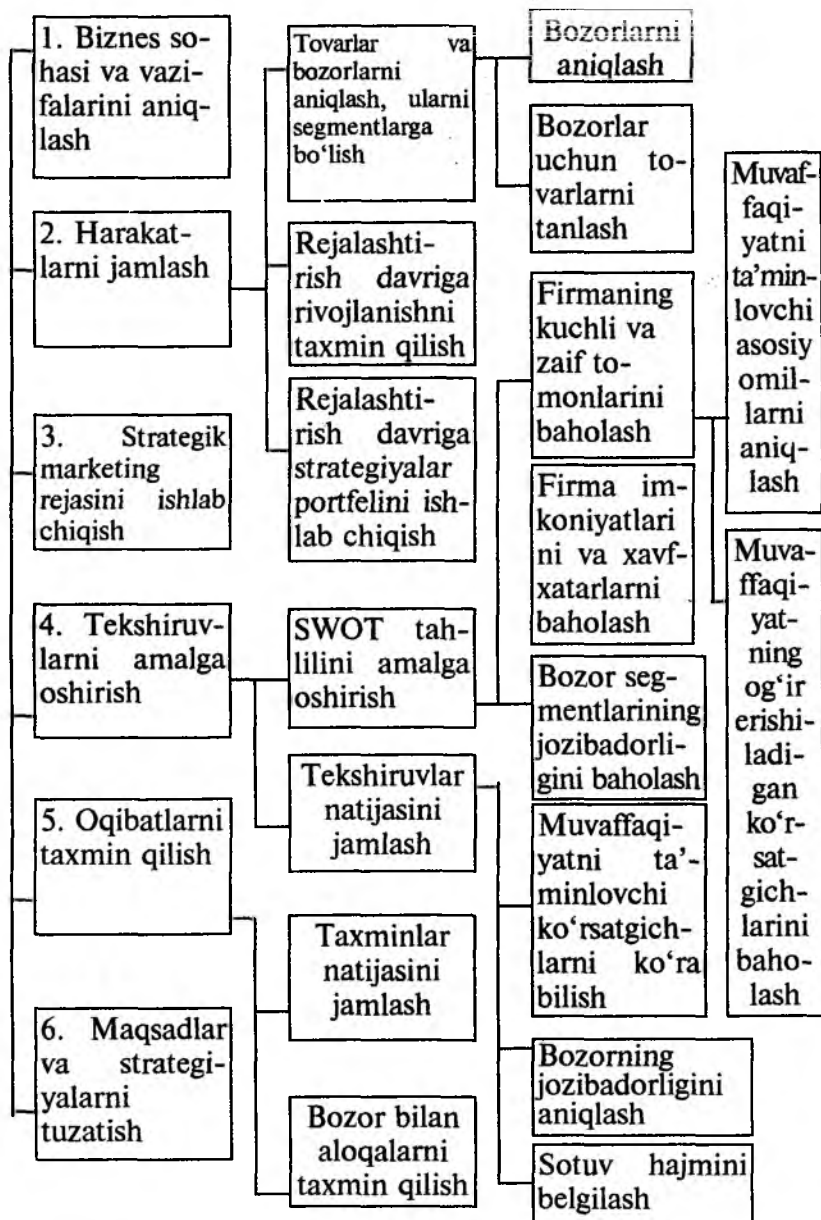 1. Biznes so-
hasi va vazi-
falarini aniq-
lash
2. Harakat-
larni jamlash
3. Strategik
marketing
rejasini ishlab
chiqish
4. Tekshiruv-
larni amalga
oshirish
5. Oqibatlarni
taxmin qilish
6. Maqsadlar
va strategi-
yalarni
tuzatish
Tovarlar va
bozorlarni
aniqlash, ularni
segmentlarga
bo‘lish
Rejalashti-
rish davriga
rivojlanishni
taxmin qilish
Rejalashti-
rish davriga
strategiyalar
portfelini ish-
lab chiqish
SWOT tah-
lilini amalga
oshirish
Tekshiruvlar
natijasini
jamlash
Taxminlar
natijasini
jamlash
Bozor bilan
aloqalarni
taxmin qilish
Bozorlarni
aniqlash
Bozorlar
uchun to-
varlarni
tanlash
Firmaning
kuchli va
zaif to-
monlarini
baholash
Firma im-
koniyatlari
ni va xavf-
xatarlarni
baholash
Bozor seg-
mentlarining
jozibadorli-
gini baholash
Muvaffaqi-
yatni ta’-
minlovchi
ko‘rsatgich-
larni ko‘ra
bilish
Bozorning
jozibadorligini
aniqlash
Sotuv hajmini
belgilash
Muvaf-
faqi-
yatni
ta’min-
lovchi
asosiy
omil-
larni
aniq-
lash
Muva-
ffaqi-
yat-
ning
og‘ir
erishi-
ladi-
gan
ko‘r-
sat-
gich-
larini
baho-
lash